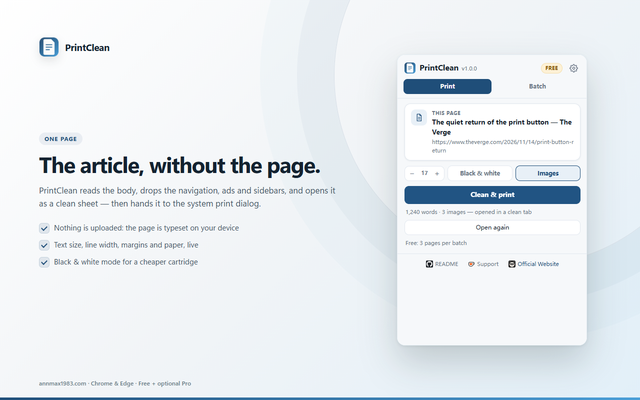 PrintClean
ONE PAGE
The article, without the page.
PrintClean reads the body, drops the navigation, ads and sidebars, and opens it
as a clean sheet — then hands it to the system print dialog.
Nothing is uploaded: the page is typeset on your device
Text size, line width, margins and paper, live
Black & white mode for a cheaper cartridge
annmax1983.com · Chrome & Edge · Free + optional Pro
PrintClean v1.0.0
FREE
Print
Batch
THIS PAGE
The quiet return of the print button — The
Verge
https://www.theverge.com/2026/11/14/print-button-r
eturn
− 17 +
Black & white
Images
Clean & print
1,240 words · 3 images — opened in a clean tab
Open again
Free: 3 pages per batch
README
Support
Official Website